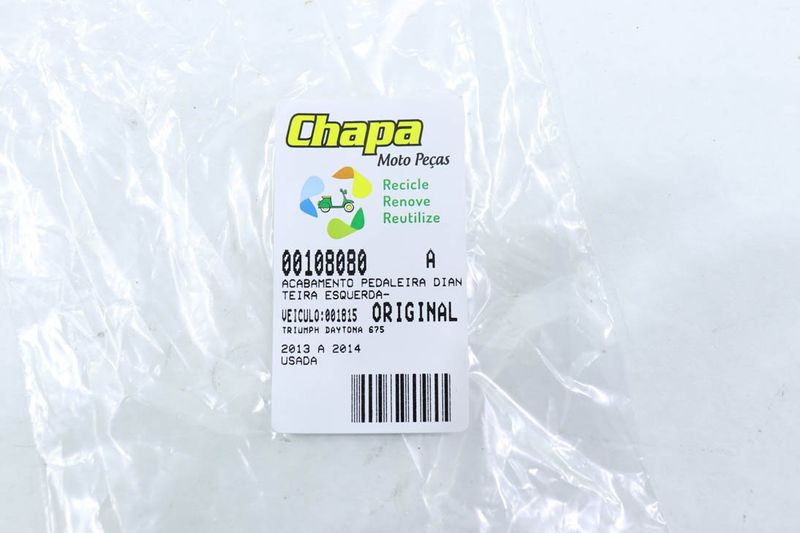 Chapa
Moto Peças
Recicle
Renove
Reutilize
00108080 A
ACABAMENTO PEDALEIRA DIAN
TEIRA ESQUERDA-
VEICULO:001815 ORIGINAL
TRIUMPH DAYTONA 675
2013 A 2014
USADA